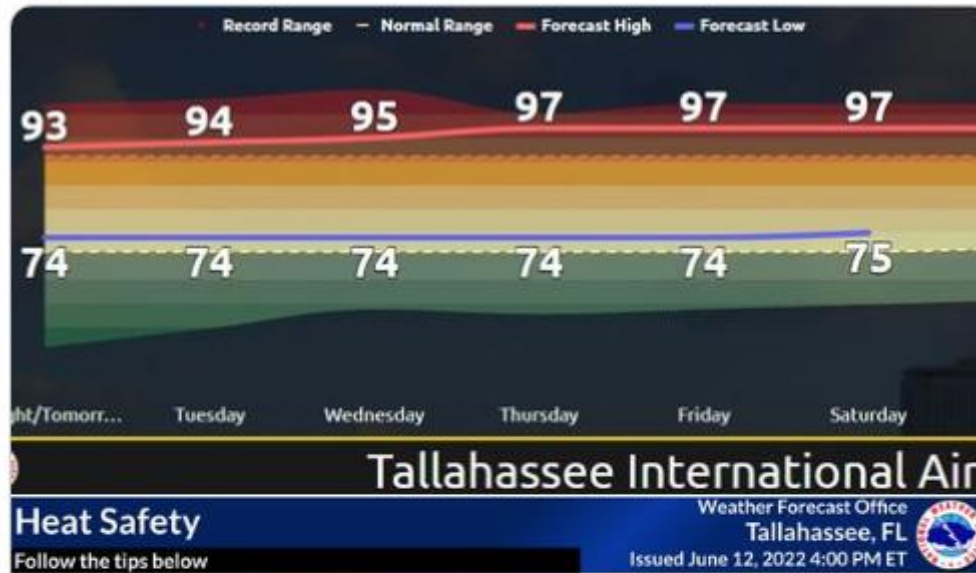 Record Range Normal Range Forecast High Forecast Low
93 94 95 97 97 97
74 74 74 74 74 75
ght/Tomorr... Tuesday Wednesday Thursday Friday Saturday
Tallahassee International Air
Heat Safety
Follow the tips below
Weather Forecast Office
Tallahassee, FL
Issued June 12, 2022 4:00 PM ET